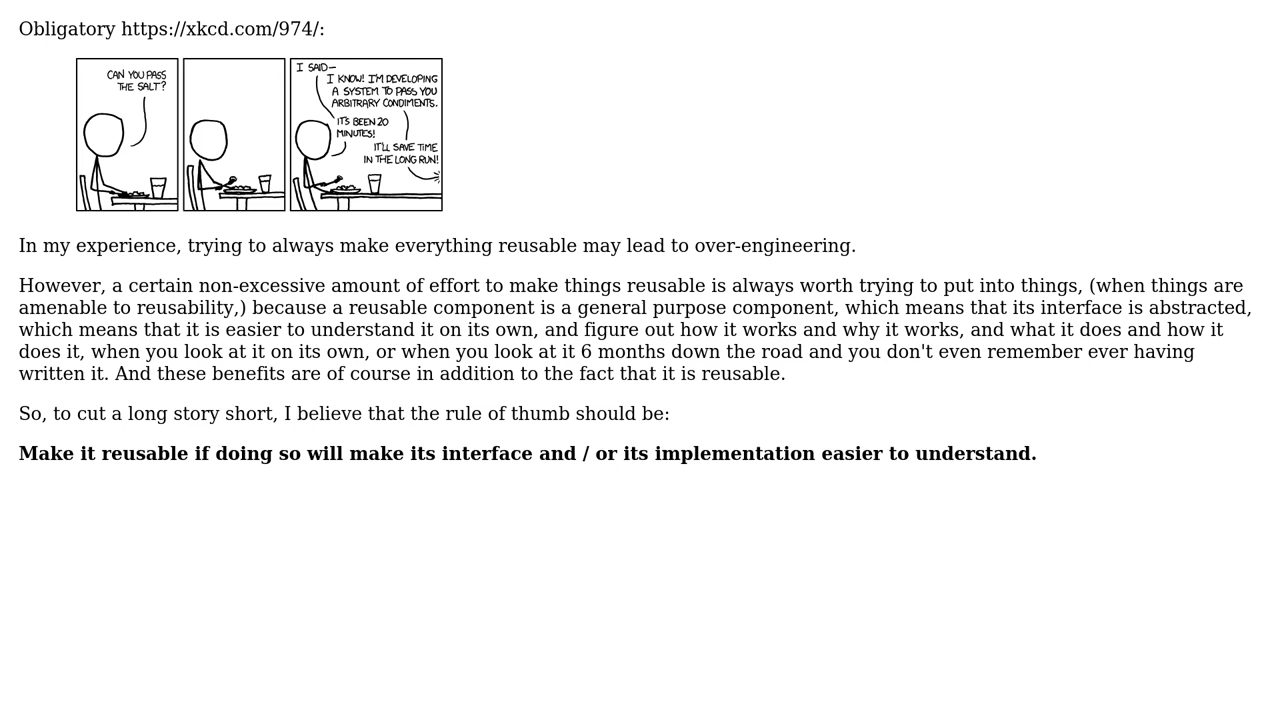 Obligatory https://xkcd.com/974/:
CAN YOU PASS
THE SALT?
I SAID—
I KNOW! I'M DEVELOPING
A SYSTEM TO PASS YOU
ARBITRARY CONDIMENTS.
IT'S BEEN 20
MINUTES!
IT'LL SAVE TIME
IN THE LONG RUN!
In my experience, trying to always make everything reusable may lead to over-engineering.
However, a certain non-excessive amount of effort to make things reusable is always worth trying to put into things, (when things are
amenable to reusability,) because a reusable component is a general purpose component, which means that its interface is abstracted,
which means that it is easier to understand it on its own, and figure out how it works and why it works, and what it does and how it
does it, when you look at it on its own, or when you look at it 6 months down the road and you don't even remember ever having
written it. And these benefits are of course in addition to the fact that it is reusable.
So, to cut a long story short, I believe that the rule of thumb should be:
Make it reusable if doing so will make its interface and / or its implementation easier to understand.